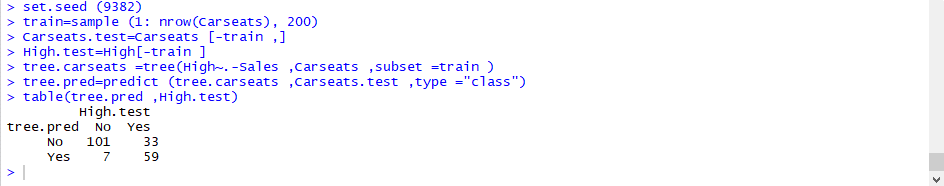 > set.seed (9382)
> train=sample (1: nrow(Carseats), 200)
> Carseats.test=Carseats [-train ,]
> High.test=High[-train ]
> tree.carseats =tree(High~.-Sales ,Carseats ,subset =train )
> tree.pred=predict (tree.carseats ,Carseats.test ,type ="class")
> table(tree.pred ,High.test)
         High.test
tree.pred  No Yes
      No  101  33
      Yes   7  59
>